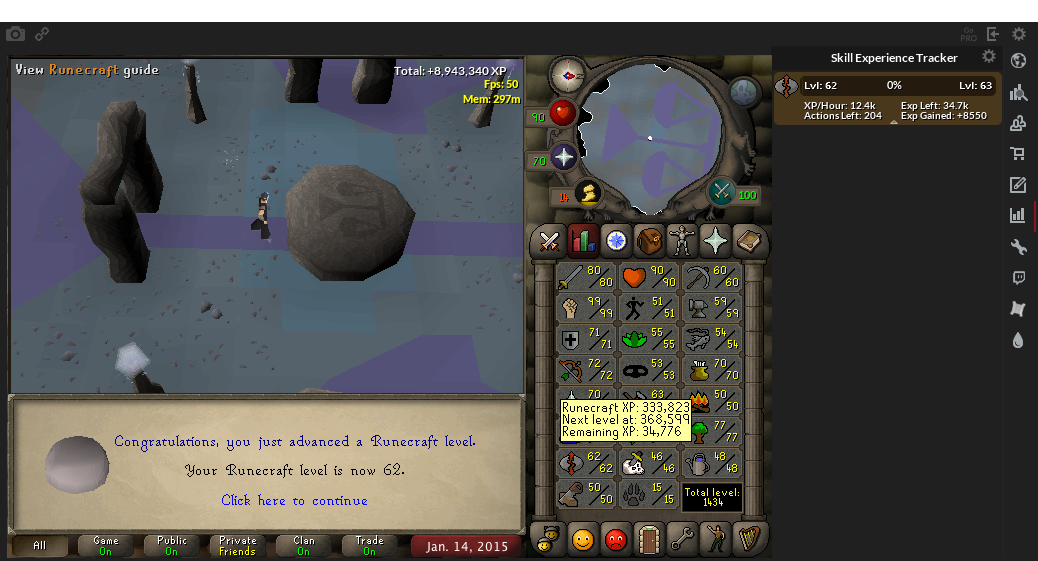 Go
PRO
View Runecraft guide
Total: +8,943,340 XP
Fps: 50
Mem: 297m
Skill Experience Tracker
Lvl: 62 0% Lvl: 63
XP/Hour: 12.4k Exp Left: 34.7k
Actions Left: 204 Exp Gained: +8550
90
70
14
100
80/80 90/90 60/60
99/99 51/51 59/59
71/71 55/55 54/54
72/72 53/53 70/70
70 63 50/50
Runecraft XP: 333,823
Next level at: 368,599
Remaining XP: 34,776
77/77
62/62 46/46 48/48
50/50 15/15 Total level:
1434
Congratulations, you just advanced a Runecraft level.
Your Runecraft level is now 62.
Click here to continue
All
Game
On
Public
On
Private
Friends
Clan
On
Trade
On
Jan. 14, 2015